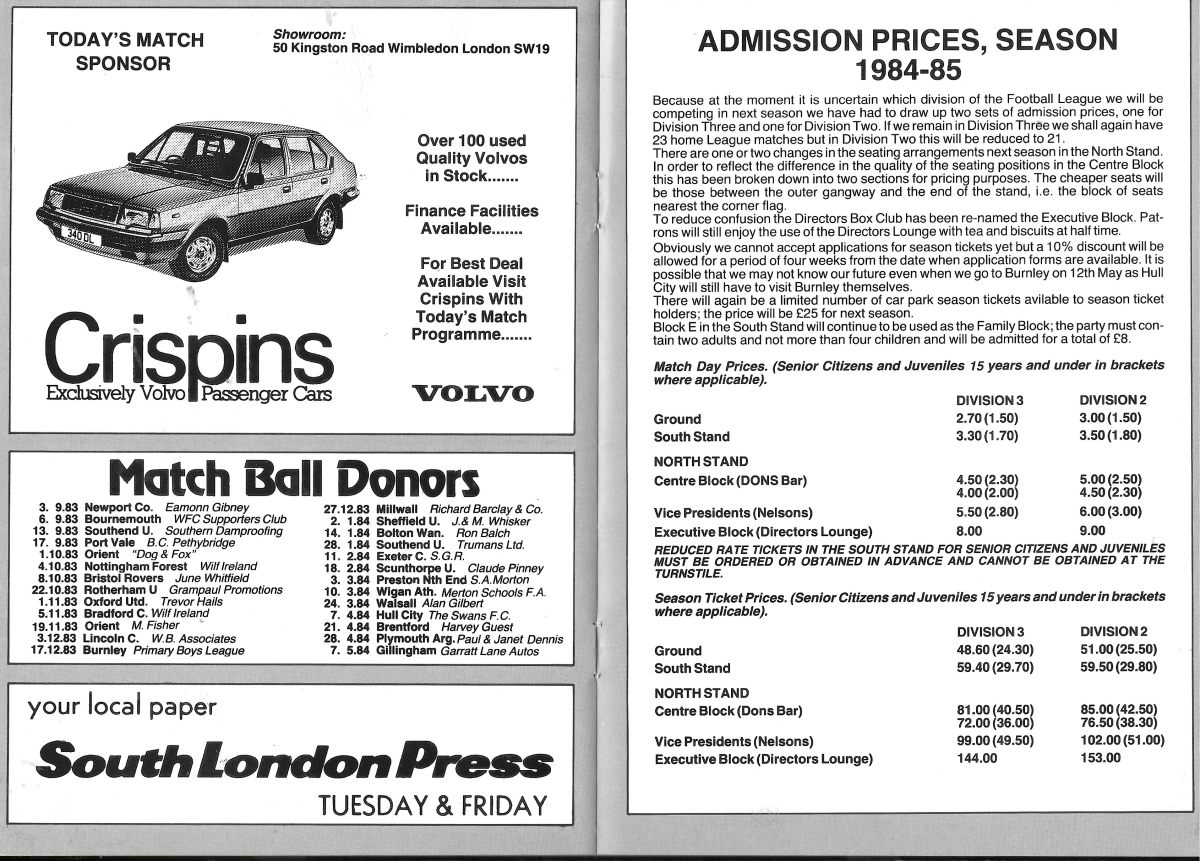 TODAY'S MATCH
SPONSOR
Showroom:
50 Kingston Road Wimbledon London SW19
Over 100 used
Quality Volvos
in Stock.......
Finance Facilities
Available.......
For Best Deal
Available Visit
Crispins With
Today's Match
Programme.......
340 DL
Crispins
Exclusively Volvo Passenger Cars
VOLVO
Match Ball Donors
3. 9.83 Newport Co. Eamonn Gibney
6. 9.83 Bournemouth WFC Supporters Club
13. 9.83 Southend U. Southern Damproofing
17. 9.83 Port Vale B.C. Pethybridge
1.10.83 Orient "Dog & Fox"
4.10.83 Nottingham Forest Wilf Ireland
8.10.83 Bristol Rovers June Whitfield
22.10.83 Rotherham U Grampaul Promotions
1.11.83 Oxford Utd. Trevor Hails
5.11.83 Bradford C. Wilf Ireland
19.11.83 Orient M. Fisher
3.12.83 Lincoln C. W.B. Associates
17.12.83 Burnley Primary Boys League
27.12.83 Millwall Richard Barclay & Co.
2. 1.84 Sheffield U. J.& M. Whisker
14. 1.84 Bolton Wan. Ron Balch
28. 1.84 Southend U. Trumans Ltd.
11. 2.84 Exeter C. S.G.R.
18. 2.84 Scunthorpe U. Claude Pinney
3. 3.84 Preston Nth End S.A.Morton
10. 3.84 Wigan Ath. Merton Schools F.A.
24. 3.84 Walsall Alan Gilbert
7. 4.84 Hull City The Swans F.C.
21. 4.84 Brentford Harvey Guest
28. 4.84 Plymouth Arg. Paul & Janet Dennis
7. 5.84 Gillingham Garratt Lane Autos
your local paper
South London Press
TUESDAY & FRIDAY
ADMISSION PRICES, SEASON
1984-85
Because at the moment it is uncertain which division of the Football League we will be
competing in next season we have had to draw up two sets of admission prices, one for
Division Three and one for Division Two. If we remain in Division Three we shall again have
23 home League matches but in Division Two this will be reduced to 21.
There are one or two changes in the seating arrangements next season in the North Stand.
In order to reflect the difference in the quality of the seating positions in the Centre Block
this has been broken down into two sections for pricing purposes. The cheaper seats will
be those between the outer gangway and the end of the stand, i.e. the block of seats
nearest the corner flag.
To reduce confusion the Directors Box Club has been re-named the Executive Block. Pat-
rons will still enjoy the use of the Directors Lounge with tea and biscuits at half time.
Obviously we cannot accept applications for season tickets yet but a 10% discount will be
allowed for a period of four weeks from the date when application forms are available. It is
possible that we may not know our future even when we go to Burnley on 12th May as Hull
City will still have to visit Burnley themselves.
There will again be a limited number of car park season tickets avilable to season ticket
holders; the price will be £25 for next season.
Block E in the South Stand will continue to be used as the Family Block; the party must con-
tain two adults and not more than four children and will be admitted for a total of £8.
Match Day Prices. (Senior Citizens and Juveniles 15 years and under in brackets
where applicable).
DIVISION 3 DIVISION 2
Ground 2.70 (1.50) 3.00 (1.50)
South Stand 3.30 (1.70) 3.50 (1.80)
NORTH STAND
Centre Block (DONS Bar) 4.50 (2.30) 5.00 (2.50)
4.00 (2.00) 4.50 (2.30)
Vice Presidents (Nelsons) 5.50 (2.80) 6.00 (3.00)
Executive Block (Directors Lounge) 8.00 9.00
REDUCED RATE TICKETS IN THE SOUTH STAND FOR SENIOR CITIZENS AND JUVENILES
MUST BE ORDERED OR OBTAINED IN ADVANCE AND CANNOT BE OBTAINED AT THE
TURNSTILE.
Season Ticket Prices. (Senior Citizens and Juveniles 15 years and under in brackets
where applicable).
DIVISION 3 DIVISION 2
Ground 48.60 (24.30) 51.00 (25.50)
South Stand 59.40 (29.70) 59.50 (29.80)
NORTH STAND
Centre Block (Dons Bar) 81.00 (40.50) 85.00 (42.50)
72.00 (36.00) 76.50 (38.30)
Vice Presidents (Nelsons) 99.00 (49.50) 102.00 (51.00)
Executive Block (Directors Lounge) 144.00 153.00